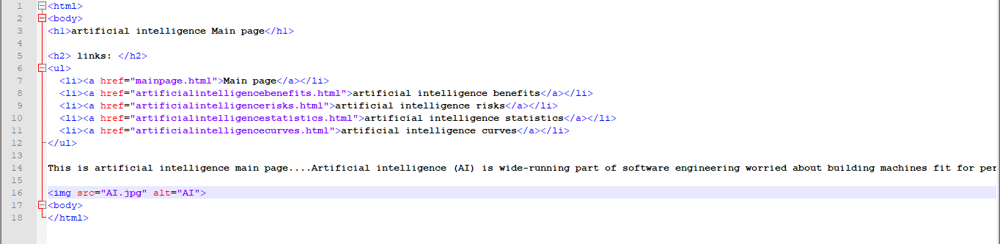 1 <html>
2 <body>
3 <h1>artificial intelligence Main page</h1>
4
5 <h2> links: </h2>
6 <ul>
7 <li><a href="mainpage.html">Main page</a></li>
8 <li><a href="artificialintelligencebenefits.html">artificial intelligence benefits</a></li>
9 <li><a href="artificialintelligencerisks.html">artificial intelligence risks</a></li>
10 <li><a href="artificialintelligencestatistics.html">artificial intelligence statistics</a></li>
11 <li><a href="artificialintelligencecurves.html">artificial intelligence curves</a></li>
12 </ul>
13
14 This is artificial intelligence main page....Artificial intelligence (AI) is wide-running part of software engineering worried about building machines fit for per
15
16 <img src="AI.jpg" alt="AI">
17 <body>
18 </html>